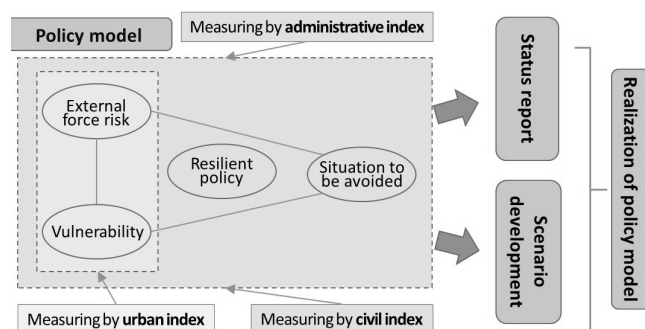 Policy model
Measuring by administrative index
External
force risk
Resilient
policy
Situation to
be avoided
Vulnerability
Measuring by urban index
Measuring by civil index
Status
report
Scenario
development
Realization of policy model